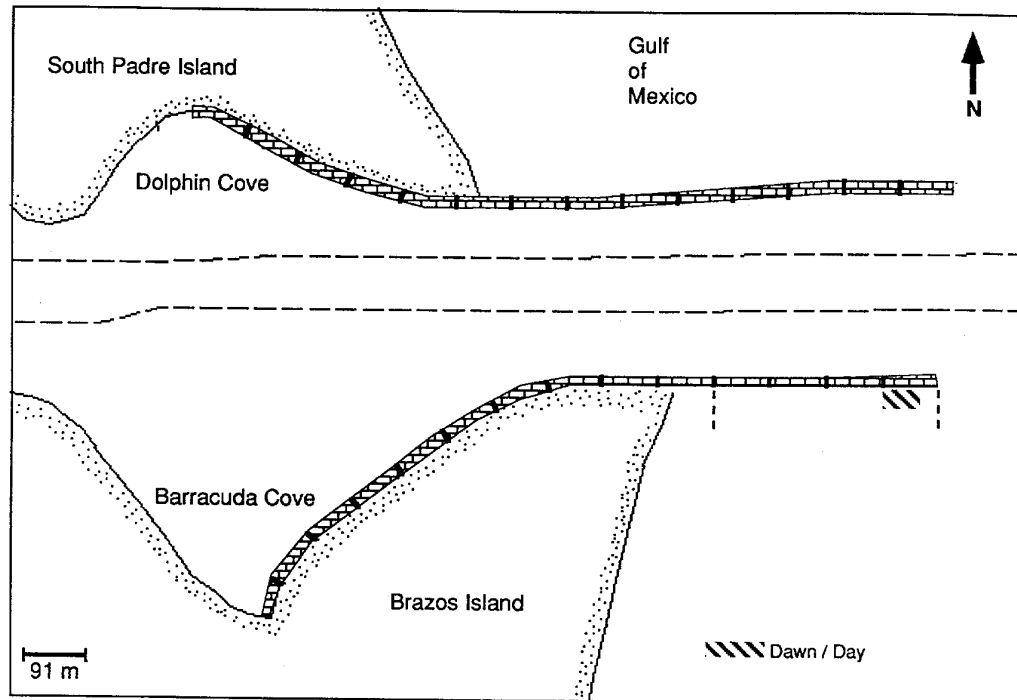 South Padre Island
Gulf
of
Mexico
N
Dolphin Cove
Barracuda Cove
Brazos Island
91 m
Dawn / Day